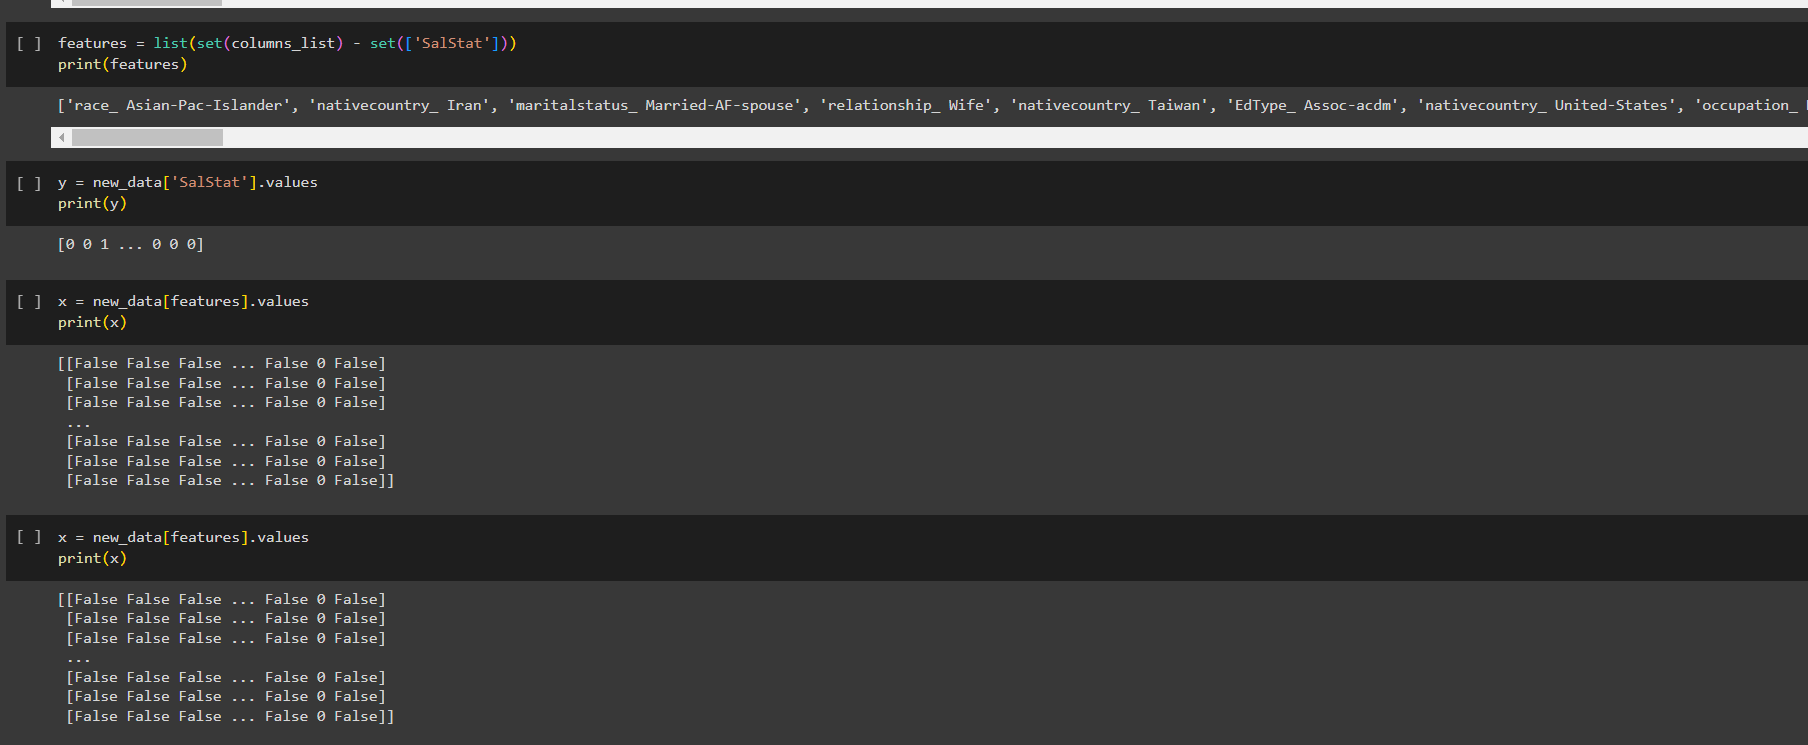 [ ] features = list(set(columns_list) - set(['SalStat']))
print(features)
['race_ Asian-Pac-Islander', 'nativecountry_ Iran', 'maritalstatus_ Married-AF-spouse', 'relationship_ Wife', 'nativecountry_ Taiwan', 'EdType_ Assoc-acdm', 'nativecountry_ United-States', 'occupation_
[ ] y = new_data['SalStat'].values
print(y)
[0 0 1 ... 0 0 0]
[ ] x = new_data[features].values
print(x)
[[False False False ... False 0 False]
[False False False ... False 0 False]
[False False False ... False 0 False]
...
[False False False ... False 0 False]
[False False False ... False 0 False]
[False False False ... False 0 False]]
[ ] x = new_data[features].values
print(x)
[[False False False ... False 0 False]
[False False False ... False 0 False]
[False False False ... False 0 False]
...
[False False False ... False 0 False]
[False False False ... False 0 False]
[False False False ... False 0 False]]